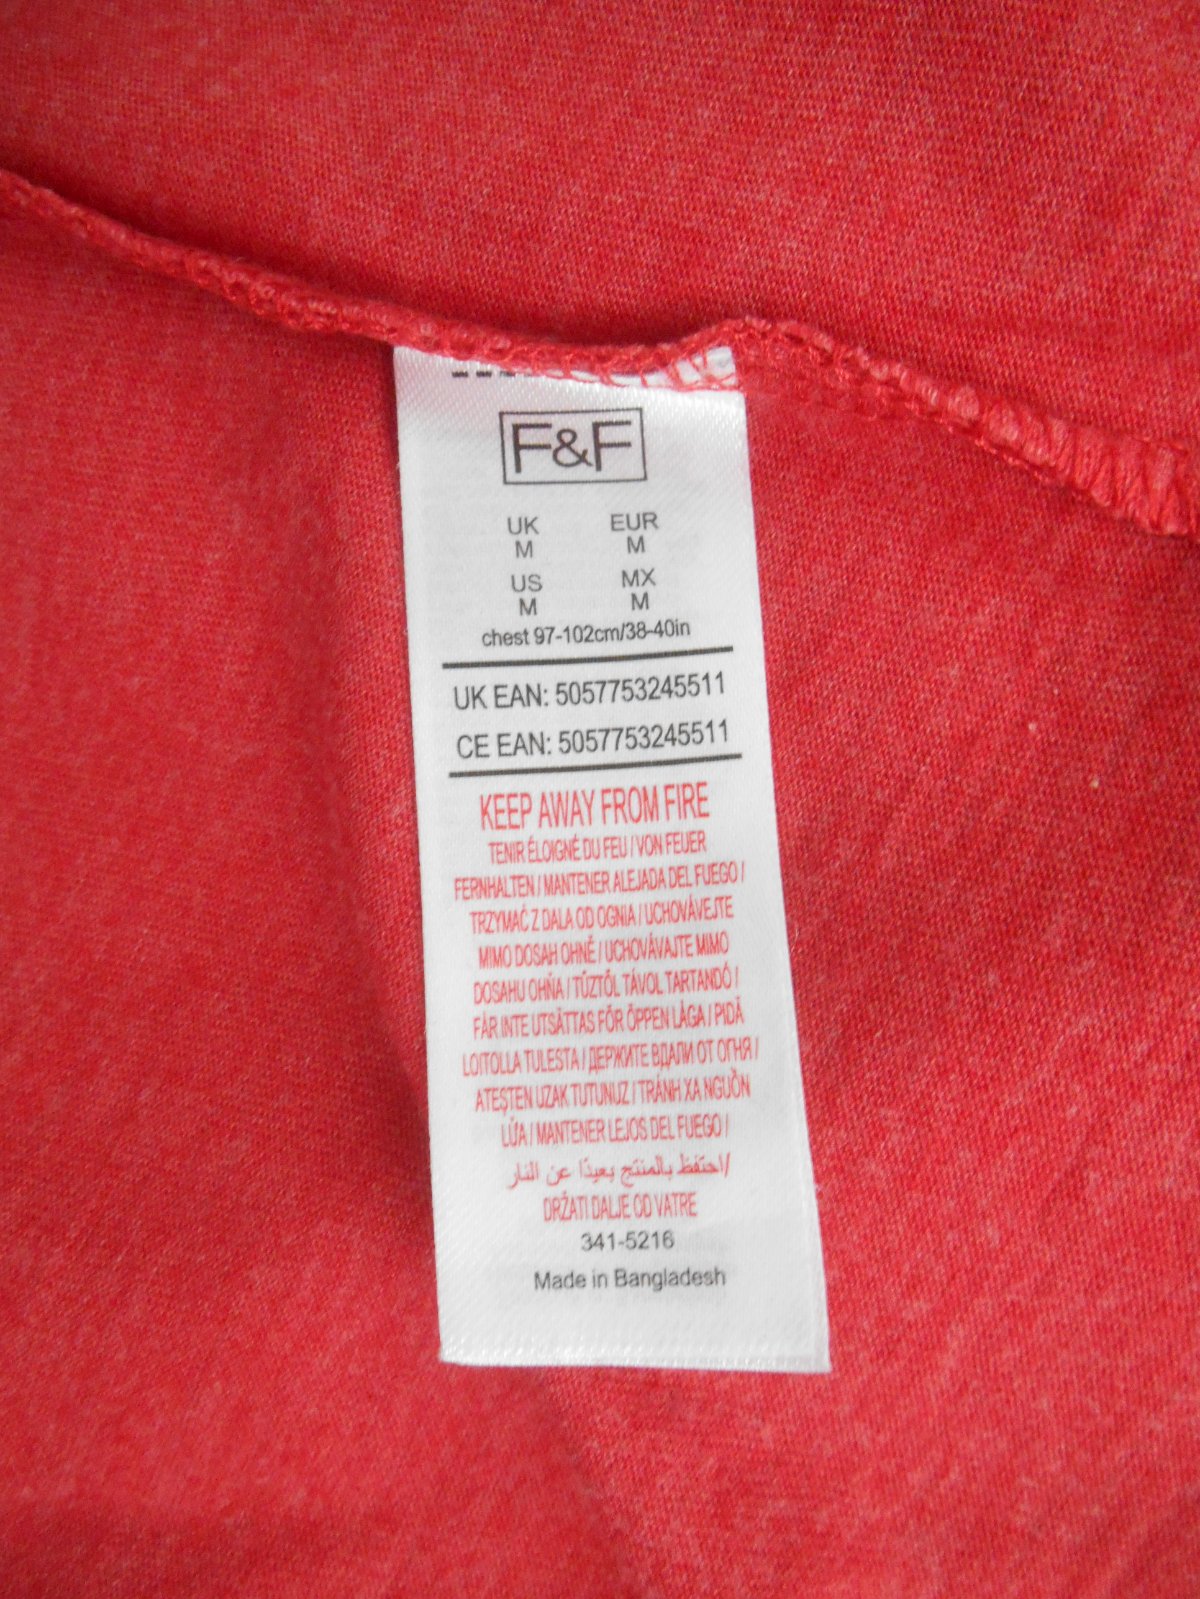 F&F
UK EUR
M M
US MX
M M
chest 97-102cm/38-40in
UK EAN: 5057753245511
CE EAN: 5057753245511
KEEP AWAY FROM FIRE
TENIR ÉLOIGNÉ DU FEU / VON FEUER
FERNHALTEN / MANTENER ALEJADA DEL FUEGO /
TRZYMAĆ Z DALA OD OGNIA / UCHOVÁVEJTE
MIMO DOSAH OHNĚ / UCHOVÁVAJTE MIMO
DOSAHU OHŇA / TŰZTŐL TÁVOL TARTANDÓ /
FÅR INTE UTSÄTTAS FÖR ÖPPEN LÅGA / PIDÄ
LOITOLLA TULESTA / ДЕРЖИТЕ ВДАЛИ ОТ ОГНЯ /
ATEŞTEN UZAK TUTUNUZ / TRÁNH XA NGUỒN
LỬA / MANTENER LEJOS DEL FUEGO /
/احتفظ بالمنتج بعيدًا عن النار
DRŽATI DALJE OD VATRE
341-5216
Made in Bangladesh